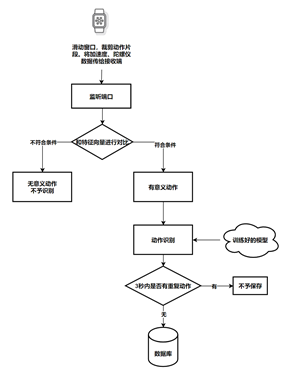 滑动窗口，裁剪动作片
段、将加速度，陀螺仪
数据传给接收端
监听端口
不符合条件
和特征向量进行对比
符合条件
无意义动作
不予识别
有意义动作
动作识别
训练好的模型
3秒内是否有重复动作
有
不予保存
无
数据库